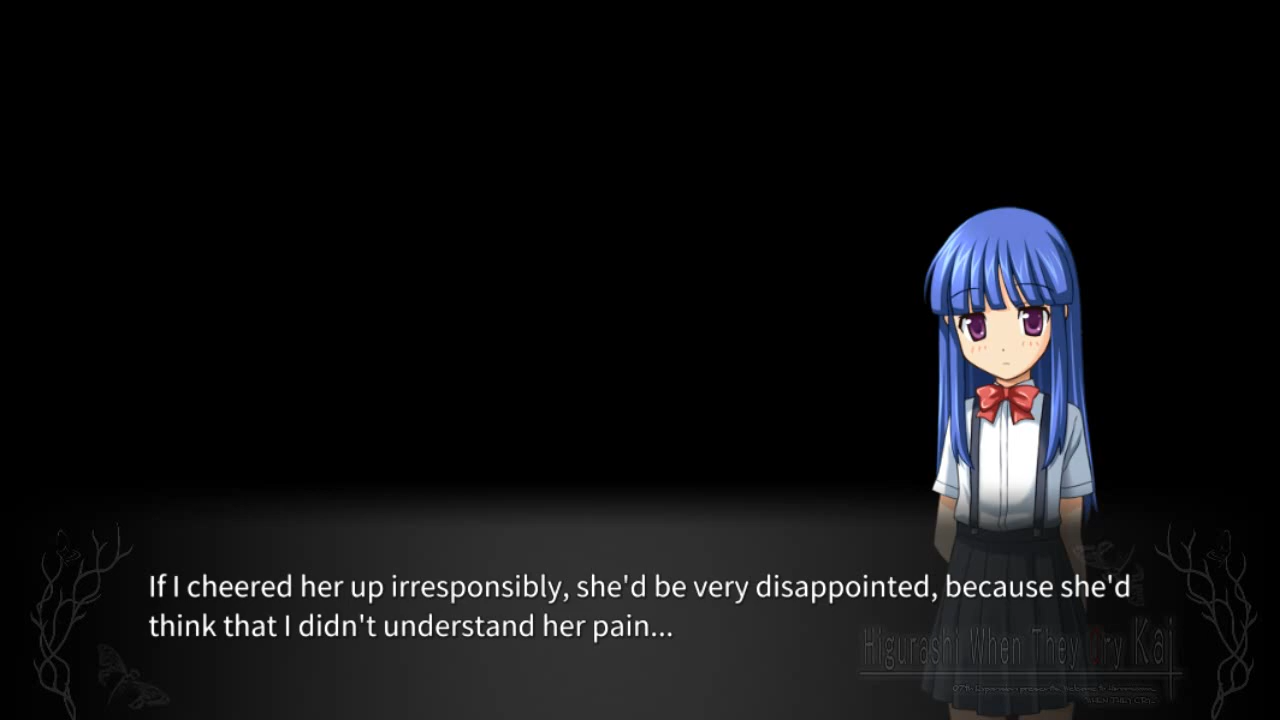 If I cheered her up irresponsibly, she'd be very disappointed, because she'd
think that I didn't understand her pain...
Higurashi When They Cry Kai